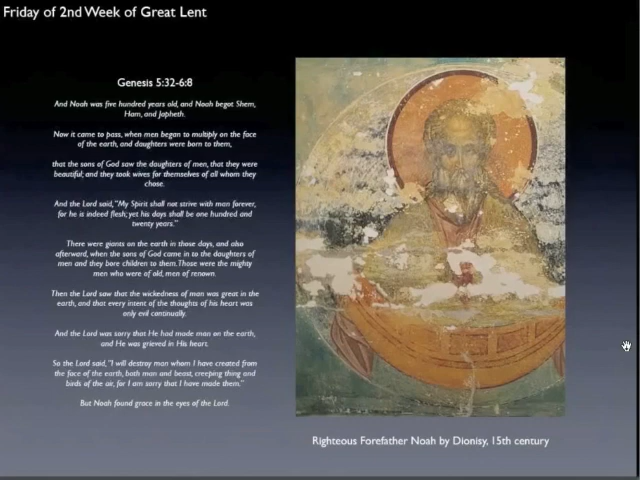 Friday of 2nd Week of Great Lent
Genesis 5:32-6:8
And Noah was five hundred years old, and Noah begot Shem,
Ham, and Japheth.
Now it came to pass, when men began to multiply on the face
of the earth, and daughters were born to them,
that the sons of God saw the daughters of men, that they were
beautiful; and they took wives for themselves of all whom they
chose.
And the Lord said, "My Spirit shall not strive with man forever,
for he is indeed flesh; yet his days shall be one hundred and
twenty years."
There were giants on the earth in those days, and also
afterward, when the sons of God came in to the daughters of
men and they bore children to them. Those were the mighty
men who were of old, men of renown.
Then the Lord saw that the wickedness of man was great in the
earth, and that every intent of the thoughts of his heart was
only evil continually.
And the Lord was sorry that He had made man on the earth,
and He was grieved in His heart.
So the Lord said, "I will destroy man whom I have created from
the face of the earth, both man and beast, creeping thing and
birds of the air, for I am sorry that I have made them."
But Noah found grace in the eyes of the Lord.
Righteous Forefather Noah by Dionisy, 15th century